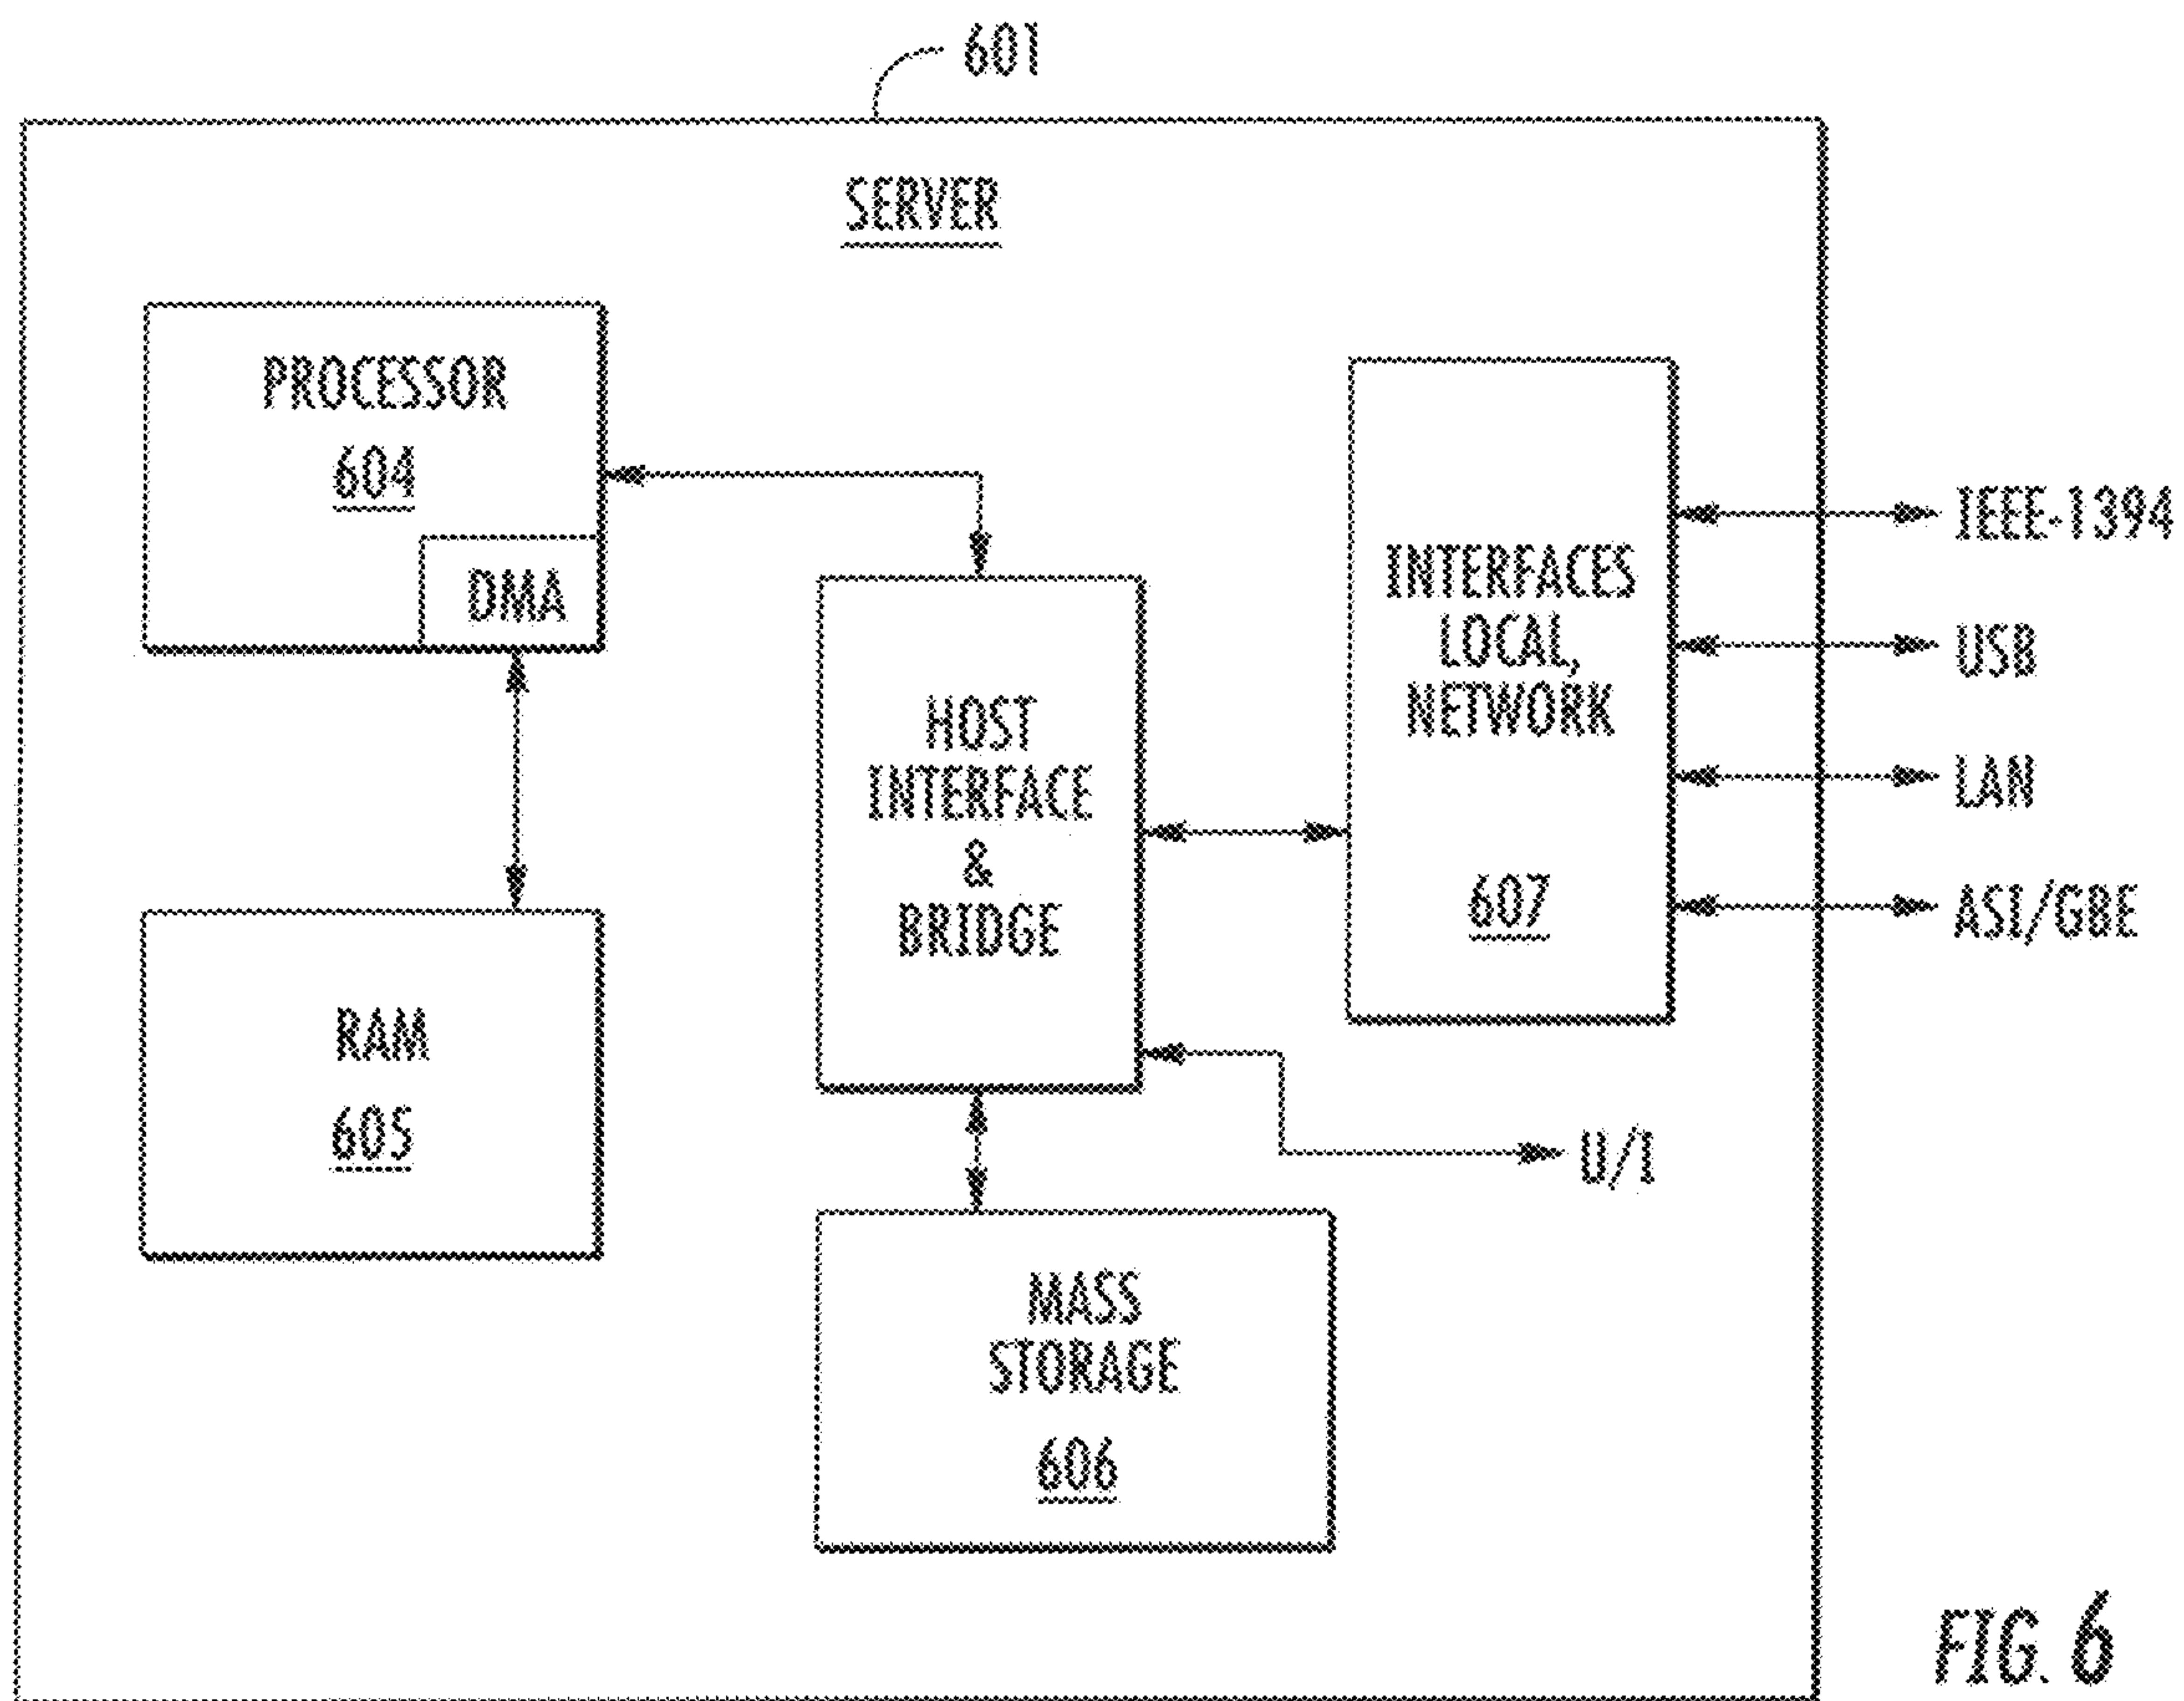 601
SERVER
PROCESSOR
604
DMA
RAM
605
HOST
INTERFACE
&
BRIDGE
MASS
STORAGE
606
INTERFACES
LOCAL,
NETWORK
607
U/I
IEEE-1394
USB
LAN
ASI/GBE
FIG. 6